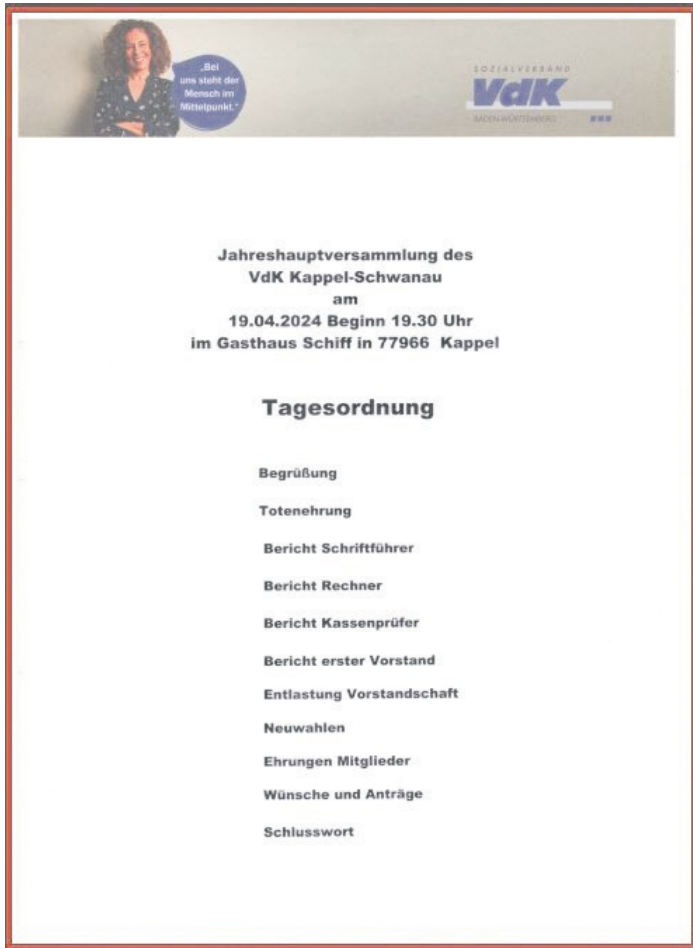 „Bei
uns steht der
Mensch im
Mittelpunkt."
SOZIALVERBAND
VdK
BADEN-WÜRTTEMBERG
Jahreshauptversammlung des
VdK Kappel-Schwanau
am
19.04.2024 Beginn 19.30 Uhr
im Gasthaus Schiff in 77966 Kappel
Tagesordnung
Begrüßung
Totenehrung
Bericht Schriftführer
Bericht Rechner
Bericht Kassenprüfer
Bericht erster Vorstand
Entlastung Vorstandschaft
Neuwahlen
Ehrungen Mitglieder
Wünsche und Anträge
Schlusswort